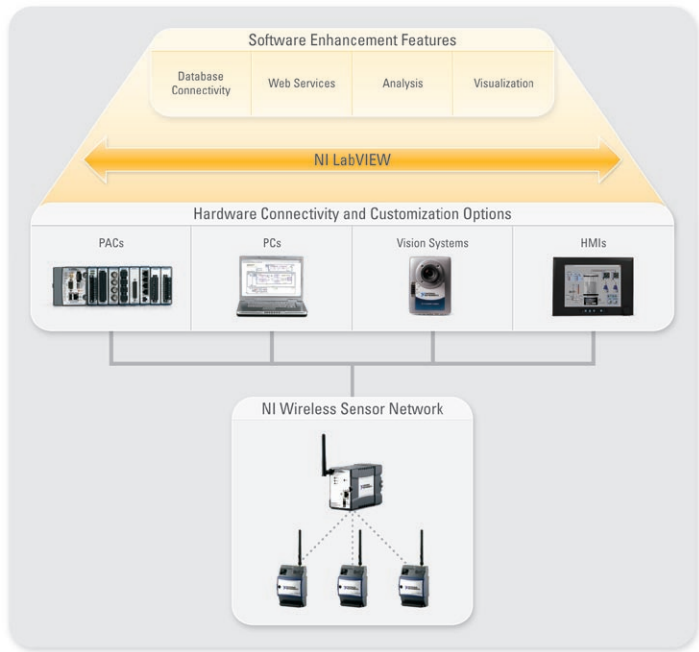 Software Enhancement Features
Database
Connectivity
Web Services
Analysis
Visualization
NI LabVIEW
Hardware Connectivity and Customization Options
PACs
PCs
Vision Systems
HMIs
NI Wireless Sensor Network